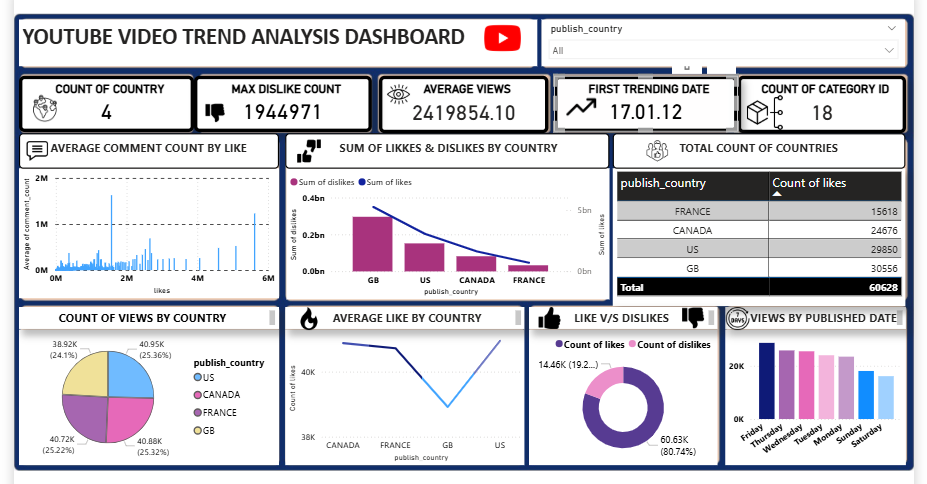 YOUTUBE VIDEO TREND ANALYSIS DASHBOARD
publish_country
All
COUNT OF COUNTRY
4
MAX DISLIKE COUNT
1944971
AVERAGE VIEWS
2419854.10
FIRST TRENDING DATE
17.01.12
COUNT OF CATEGORY ID
18
AVERAGE COMMENT COUNT BY LIKE
Average of comment_count
2M
1M
0M
0M 2M 4M 6M
likes
SUM OF LIKKES & DISLIKES BY COUNTRY
Sum of dislikes Sum of likes
Sum of dislikes
0.4bn
0.2bn
0.0bn
5bn
0bn
Sum of likes
GB US CANADA FRANCE
publish_country
TOTAL COUNT OF COUNTRIES
publish_country Count of likes
FRANCE 15618
CANADA 24676
US 29850
GB 30556
Total 60628
COUNT OF VIEWS BY COUNTRY
38.92K
(24.1%)
40.95K
(25.36%)
40.72K
(25.22%)
40.88K
(25.32%)
publish_country
US
CANADA
FRANCE
GB
AVERAGE LIKE BY COUNTRY
Count of likes
40K
38K
CANADA FRANCE GB US
publish_country
LIKE V/S DISLIKES
Count of likes Count of dislikes
14.46K (19.2...)
60.63K
(80.74%)
7
DAYS
VIEWS BY PUBLISHED DATE
20K
0K
Friday
Thursday
Wednesday
Tuesday
Monday
Sunday
Saturday